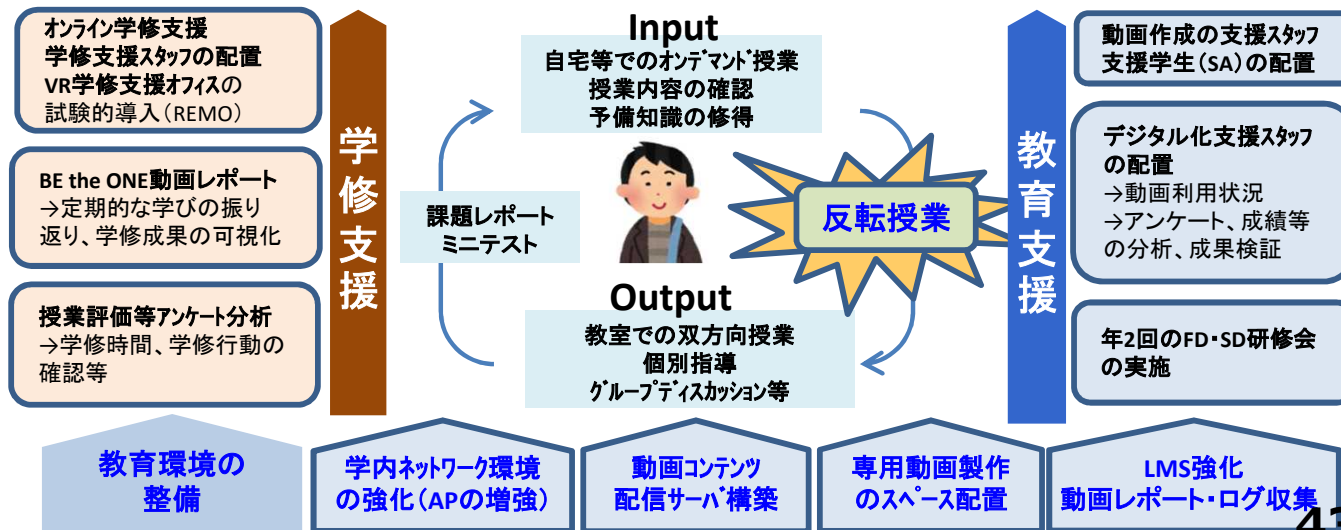 オンライン学修支援
学修支援スタッフの配置
VR学修支援オフィスの
試験的導入(REMO)
BE the ONE動画レポート
→定期的な学びの振り
返り、学修成果の可視化
授業評価等アンケート分析
→学修時間、学修行動の
確認等
学修支援
Input
自宅等でのオンデマンド授業
授業内容の確認
予備知識の修得
課題レポート
ミニテスト
反転授業
Output
教室での双方向授業
個別指導
グループディスカッション等
教育支援
動画作成の支援スタッフ
支援学生(SA)の配置
デジタル化支援スタッフ
の配置
→動画利用状況
→アンケート、成績等
の分析、成果検証
年2回のFD・SD研修会
の実施
教育環境の
整備
学内ネットワーク環境
の強化(APの増強)
動画コンテンツ
配信サーバ構築
専用動画製作
のスペース配置
LMS強化
動画レポート・ログ収集